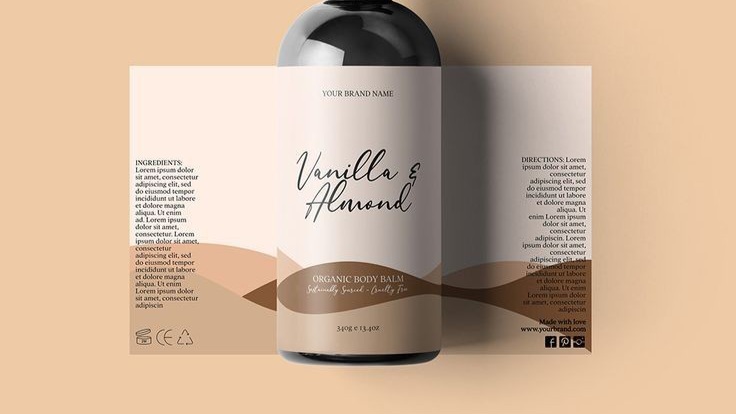 YOUR BRAND NAME
Vanilla &
Almond
ORGANIC BODY BALM
Sustainably Sourced - Cruelty Free
340g e 13.4oz
INGREDIENTS:
Lorem ipsum dolor
sit amet, consectetur
adipiscing elit, sed
do eiusmod tempor
incididunt ut labore
et dolore magna
aliqua. Ut enim
ad. Lorem ipsum
dolor sit amet,
consectetur. Lorem
ipsum dolor sit
amet, consectetur
adipiscing elit, sed
do eiusmod tempor
incididunt ut labore
et dolore magna
aliqua. Ut enim
Lorem ipsum dolor
sit amet, consectetur
adipiscin
CE
DIRECTIONS: Lorem
ipsum dolor sit amet,
consectetur
adipiscing elit, sed
do eiusmod tempor
incididunt ut labore
et dolore magna
aliqua. Ut
enim Lorem ipsum
dolor sit amet,
consectetur
adipiscin. Lorem
ipsum dolor sit
amet, consectetur
adipiscing elit, sed
do eiusmod tempor
incididunt ut labore
et dolore magna
aliqua. Ut enim
Lorem ipsum dolor
sit amet, consectetur
adipiscin
Made with love
www.yourbrand.com